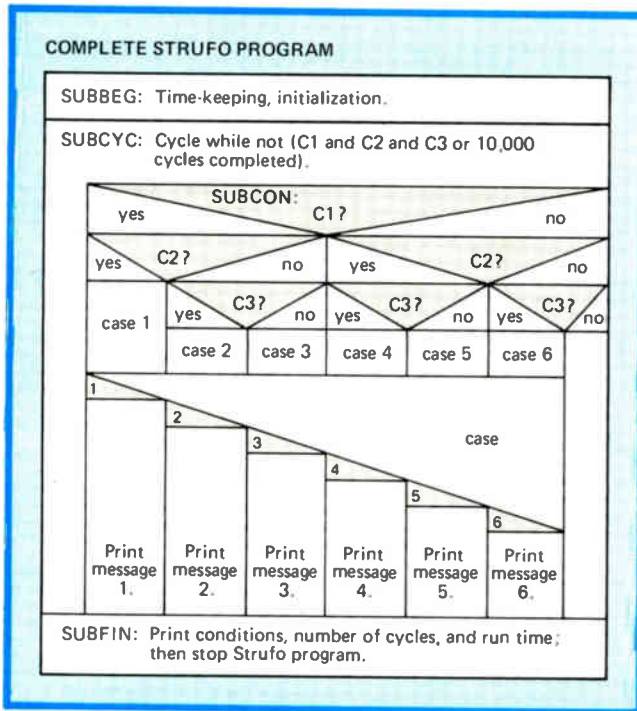 COMPLETE STRUFO PROGRAM
SUBBEG: Time-keeping, initialization.
SUBCYC: Cycle while not (C1 and C2 and C3 or 10,000
cycles completed).
SUBCON:
yes C1? no
yes C2? no yes C2? no
case 1 yes C3? no yes C3? no yes C3? no
case 2 case 3 case 4 case 5 case 6
1
2
3 case
4
5
6
Print Print Print Print Print Print
message message message message message message
1. 2. 3. 4. 5. 6.
SUBFIN: Print conditions, number of cycles, and run time;
then stop Strufo program.